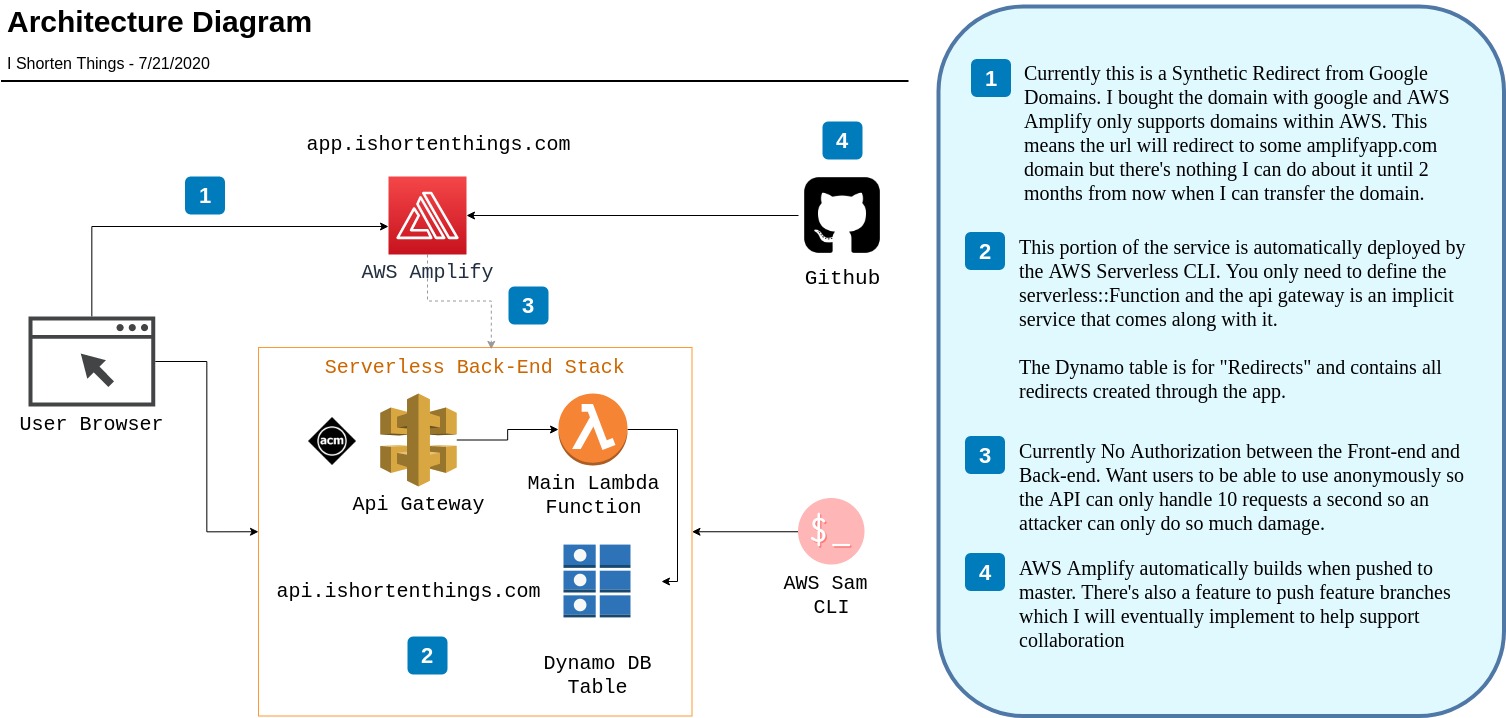 Architecture Diagram
I Shorten Things - 7/21/2020
app.ishortenthings.com
4
1
AWS Amplify
Github
3
Serverless Back-End Stack
User Browser
acm
Api Gateway
Main Lambda
Function
$_
AWS Sam
CLI
api.ishortenthings.com
2
Dynamo DB
Table
1
Currently this is a Synthetic Redirect from Google
Domains. I bought the domain with google and AWS
Amplify only supports domains within AWS. This
means the url will redirect to some amplifyapp.com
domain but there's nothing I can do about it until 2
months from now when I can transfer the domain.
2
This portion of the service is automatically deployed by
the AWS Serverless CLI. You only need to define the
serverless::Function and the api gateway is an implicit
service that comes along with it.
The Dynamo table is for "Redirects" and contains all
redirects created through the app.
3
Currently No Authorization between the Front-end and
Back-end. Want users to be able to use anonymously so
the API can only handle 10 requests a second so an
attacker can only do so much damage.
4
AWS Amplify automatically builds when pushed to
master. There's also a feature to push feature branches
which I will eventually implement to help support
collaboration